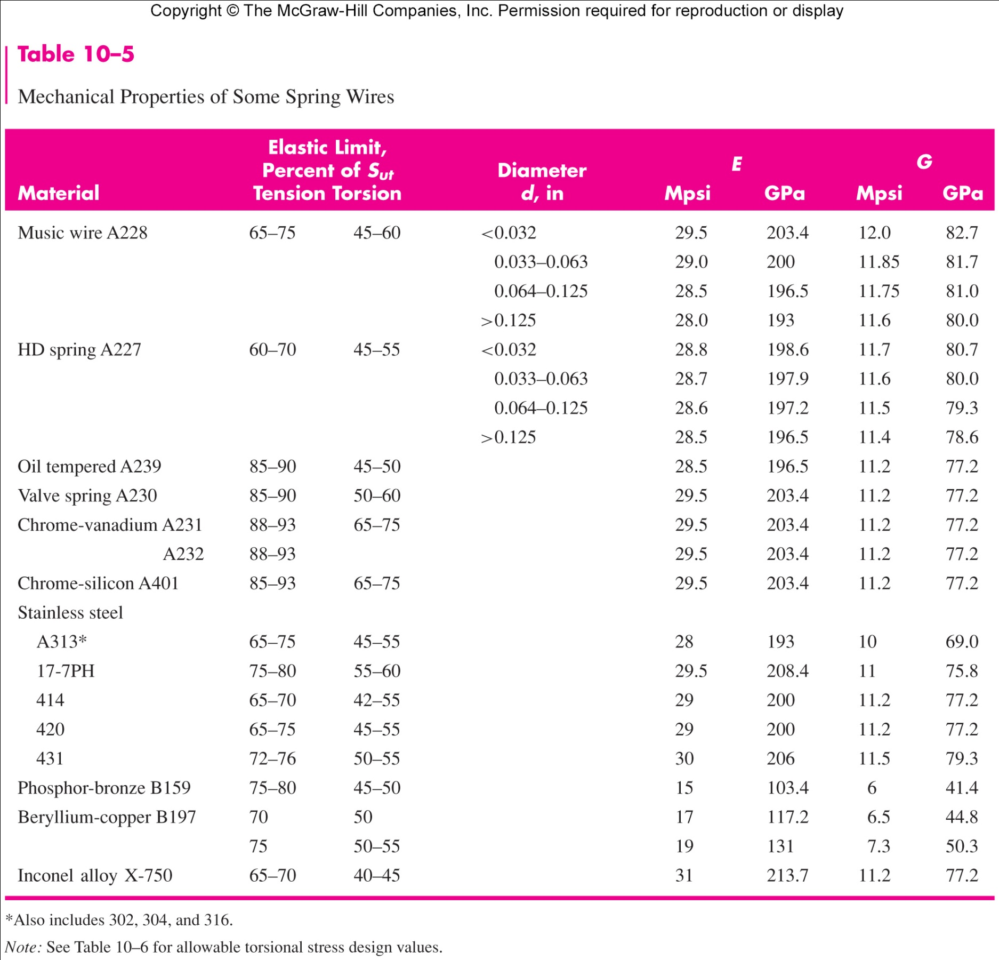 Copyright © The McGraw-Hill Companies, Inc. Permission required for reproduction or display
Table 10–5
Mechanical Properties of Some Spring Wires
Elastic Limit,
Percent of Sut
Diameter
E
G
Material Tension Torsion d, in Mpsi GPa Mpsi GPa
Music wire A228 65–75 45–60 <0.032 29.5 203.4 12.0 82.7
0.033–0.063 29.0 200 11.85 81.7
0.064–0.125 28.5 196.5 11.75 81.0
>0.125 28.0 193 11.6 80.0
HD spring A227 60–70 45–55 <0.032 28.8 198.6 11.7 80.7
0.033–0.063 28.7 197.9 11.6 80.0
0.064–0.125 28.6 197.2 11.5 79.3
>0.125 28.5 196.5 11.4 78.6
Oil tempered A239 85–90 45–50 28.5 196.5 11.2 77.2
Valve spring A230 85–90 50–60 29.5 203.4 11.2 77.2
Chrome-vanadium A231 88–93 65–75 29.5 203.4 11.2 77.2
A232 88–93 29.5 203.4 11.2 77.2
Chrome-silicon A401 85–93 65–75 29.5 203.4 11.2 77.2
Stainless steel
A313* 65–75 45–55 28 193 10 69.0
17-7PH 75–80 55–60 29.5 208.4 11 75.8
414 65–70 42–55 29 200 11.2 77.2
420 65–75 45–55 29 200 11.2 77.2
431 72–76 50–55 30 206 11.5 79.3
Phosphor-bronze B159 75–80 45–50 15 103.4 6 41.4
Beryllium-copper B197 70 50 17 117.2 6.5 44.8
75 50–55 19 131 7.3 50.3
Inconel alloy X-750 65–70 40–45 31 213.7 11.2 77.2
*Also includes 302, 304, and 316.
Note: See Table 10–6 for allowable torsional stress design values.